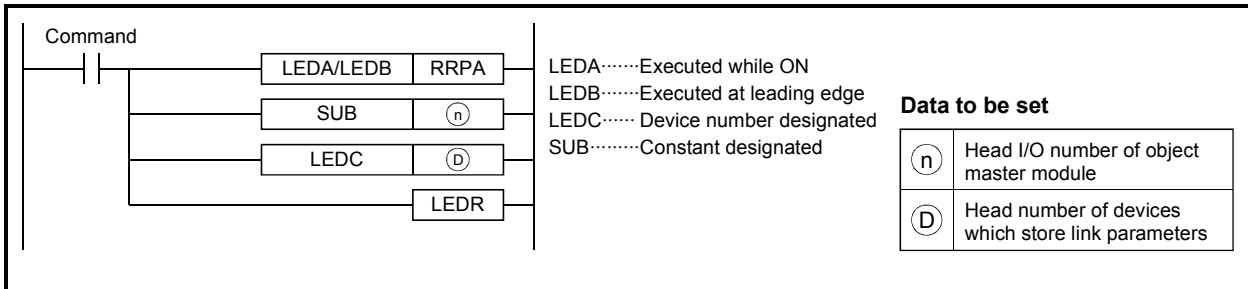 Command
LEDA/LEDB RRPA
SUB n
LEDC D
LEDR
LEDA·······Executed while ON
LEDB·······Executed at leading edge
LEDC······ Device number designated
SUB·········Constant designated
Data to be set
n Head I/O number of object
master module
D Head number of devices
which store link parameters